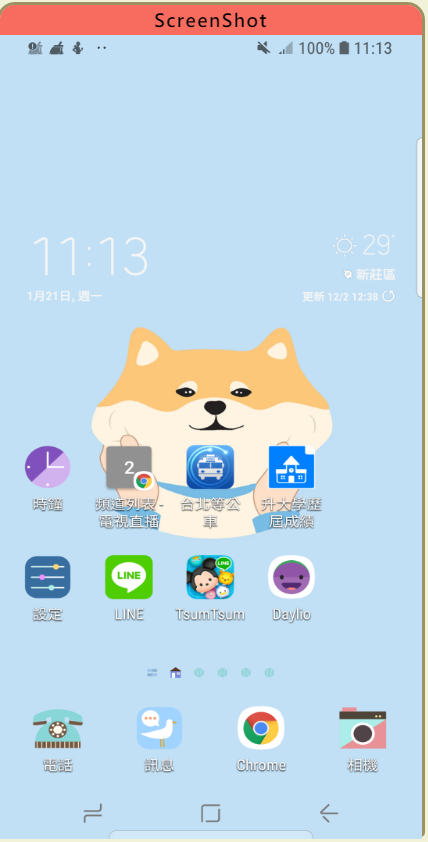 ScreenShot
100% 11:13
11:13
29°
新莊區
1月21日, 週一
更新 12/2 12:38
2
時鐘
頻道列表 -
電視直播
台北等公
車
升大學歷
屆成績
LINE
LINE
設定
LINE
TsumTsum
Daylio
電話
訊息
Chrome
相機